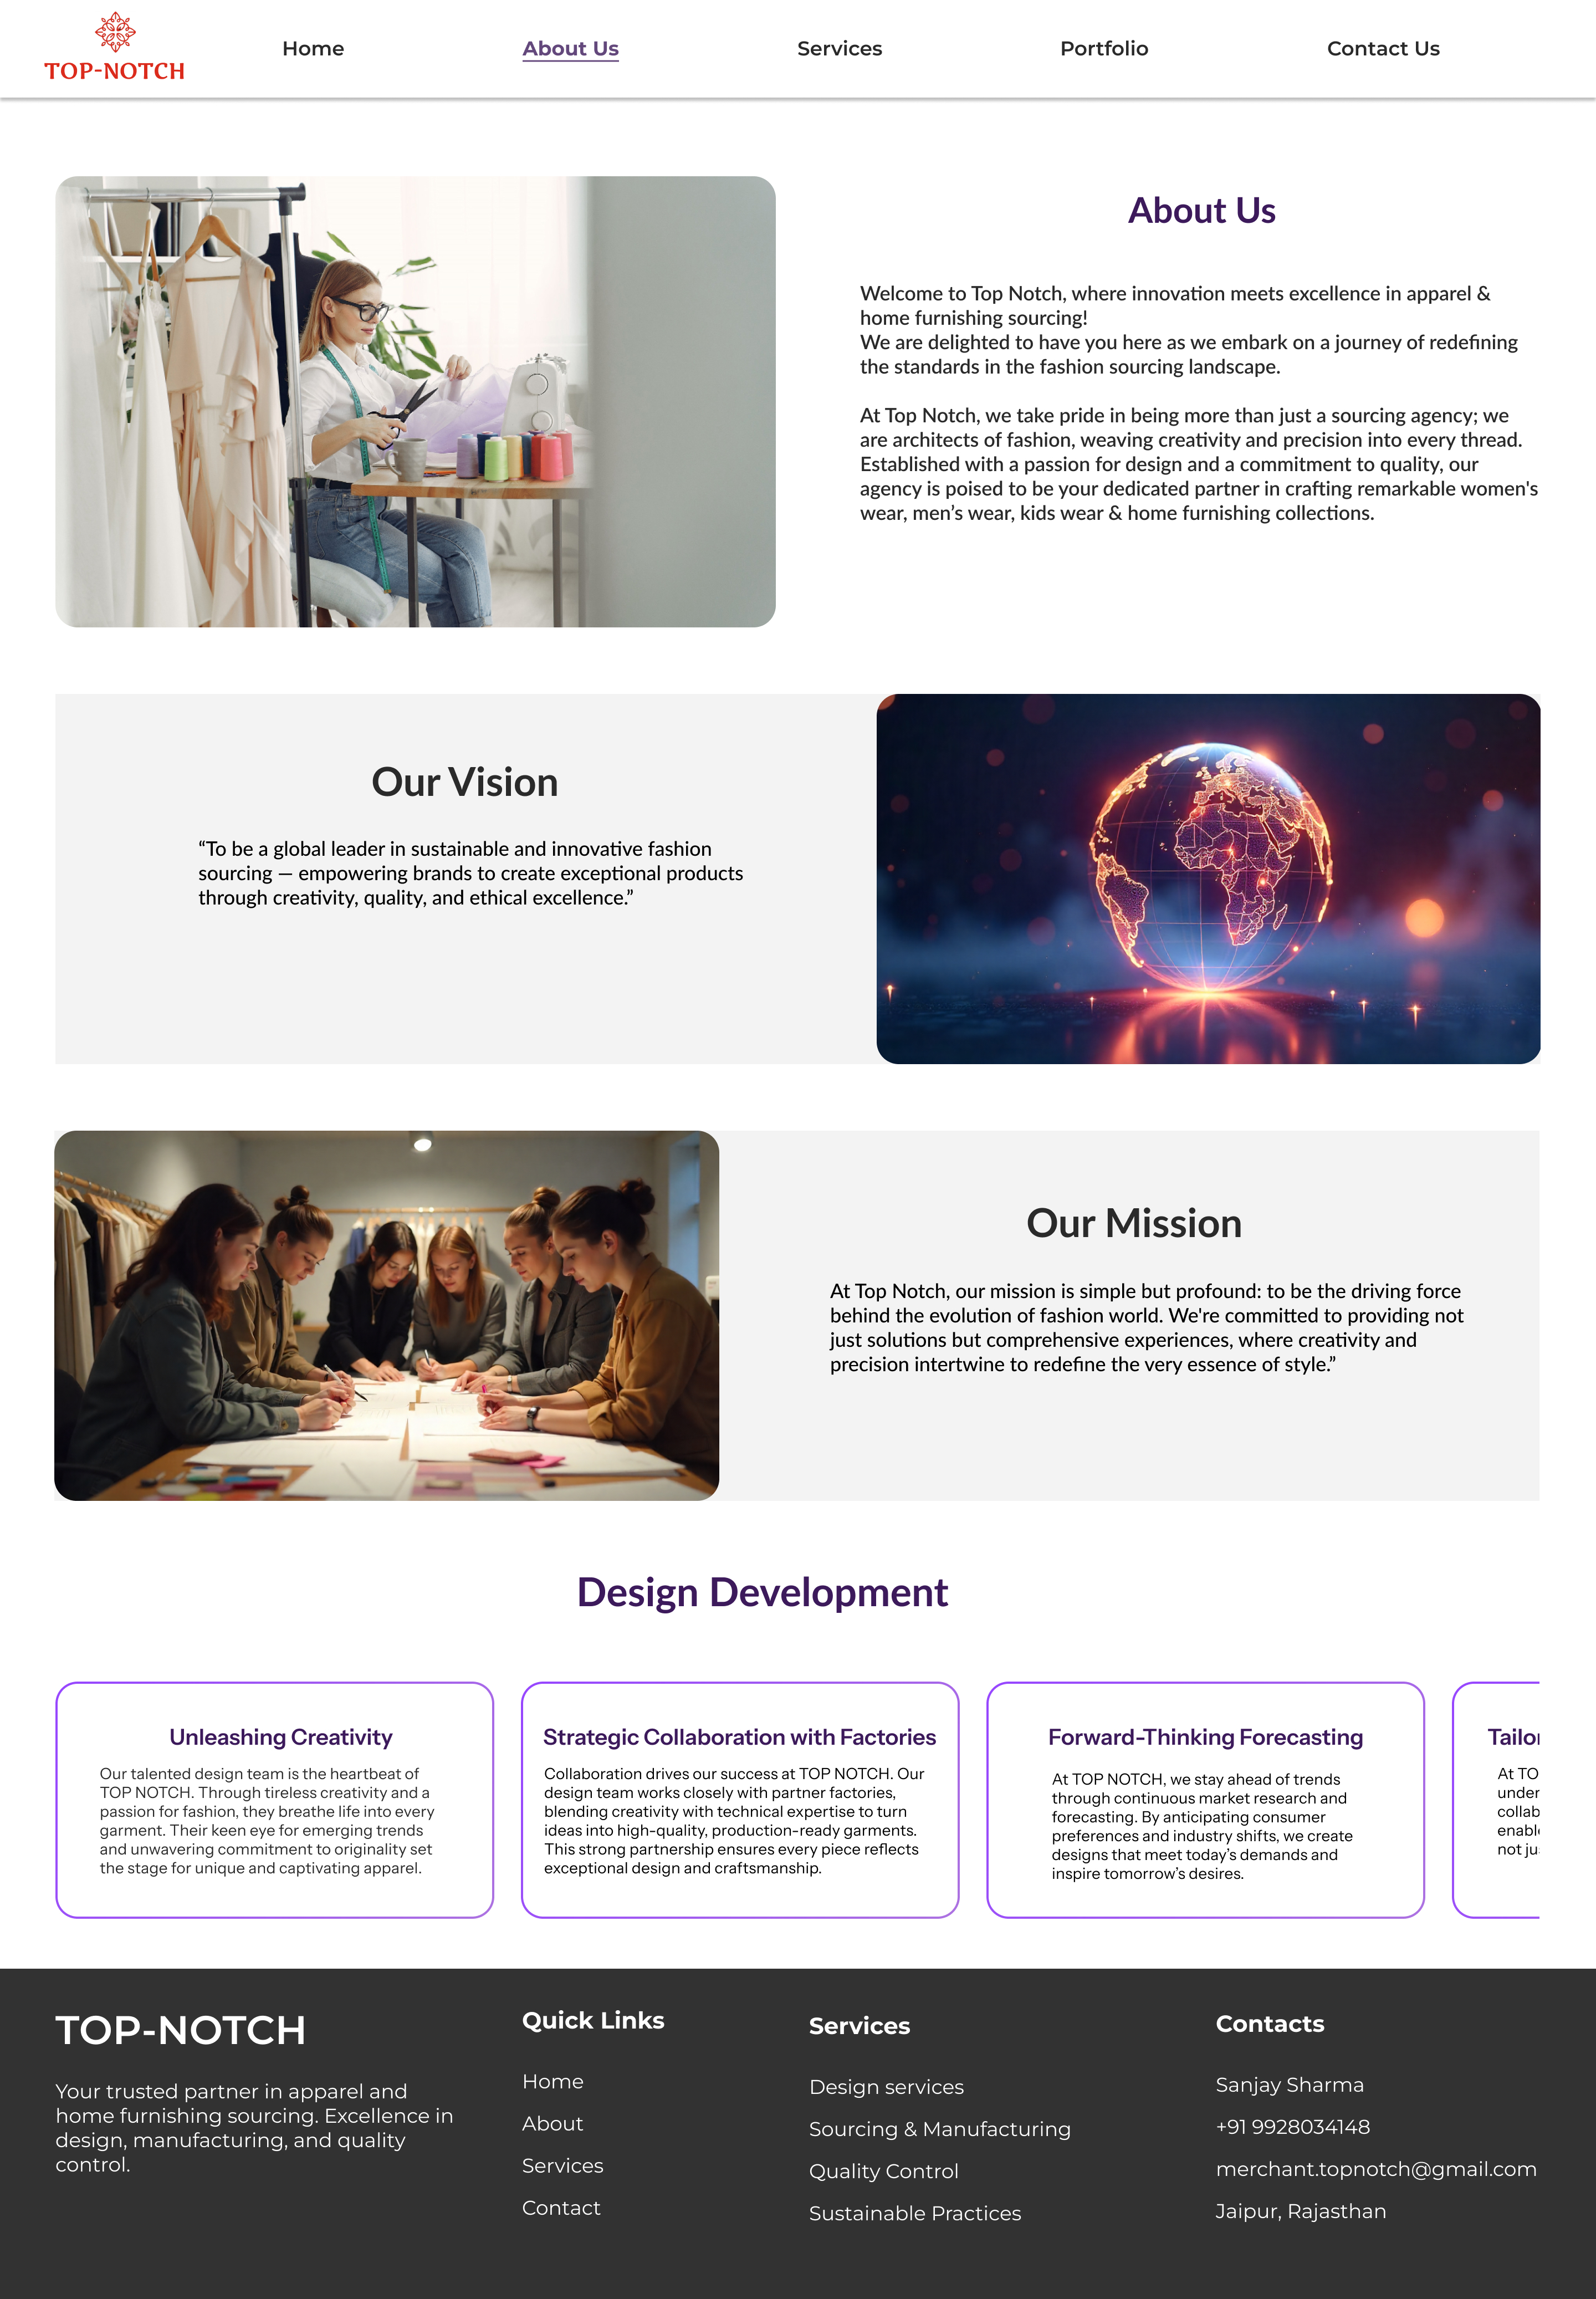 TOP-NOTCH
Home
About Us
Services
Portfolio
Contact Us
About Us
Welcome to Top Notch, where innovation meets excellence in apparel &
home furnishing sourcing!
We are delighted to have you here as we embark on a journey of redefining
the standards in the fashion sourcing landscape.
At Top Notch, we take pride in being more than just a sourcing agency; we
are architects of fashion, weaving creativity and precision into every thread.
Established with a passion for design and a commitment to quality, our
agency is poised to be your dedicated partner in crafting remarkable women's
wear, men’s wear, kids wear & home furnishing collections.
Our Vision
“To be a global leader in sustainable and innovative fashion
sourcing — empowering brands to create exceptional products
through creativity, quality, and ethical excellence.”
Our Mission
At Top Notch, our mission is simple but profound: to be the driving force
behind the evolution of fashion world. We're committed to providing not
just solutions but comprehensive experiences, where creativity and
precision intertwine to redefine the very essence of style.”
Design Development
Unleashing Creativity
Our talented design team is the heartbeat of
TOP NOTCH. Through tireless creativity and a
passion for fashion, they breathe life into every
garment. Their keen eye for emerging trends
and unwavering commitment to originality set
the stage for unique and captivating apparel.
Strategic Collaboration with Factories
Collaboration drives our success at TOP NOTCH. Our
design team works closely with partner factories,
blending creativity with technical expertise to turn
ideas into high-quality, production-ready garments.
This strong partnership ensures every piece reflects
exceptional design and craftsmanship.
Forward-Thinking Forecasting
At TOP NOTCH, we stay ahead of trends
through continuous market research and
forecasting. By anticipating consumer
preferences and industry shifts, we create
designs that meet today’s demands and
inspire tomorrow’s desires.
At
not
TOP-NOTCH
Your trusted partner in apparel and
home furnishing sourcing. Excellence in
design, manufacturing, and quality
control.
Quick Links
Home
About
Services
Contact
Services
Design services
Sourcing & Manufacturing
Quality Control
Sustainable Practices
Contacts
Sanjay Sharma
+91 9928034148
merchant.topnotch@gmail.com
Jaipur, Rajasthan